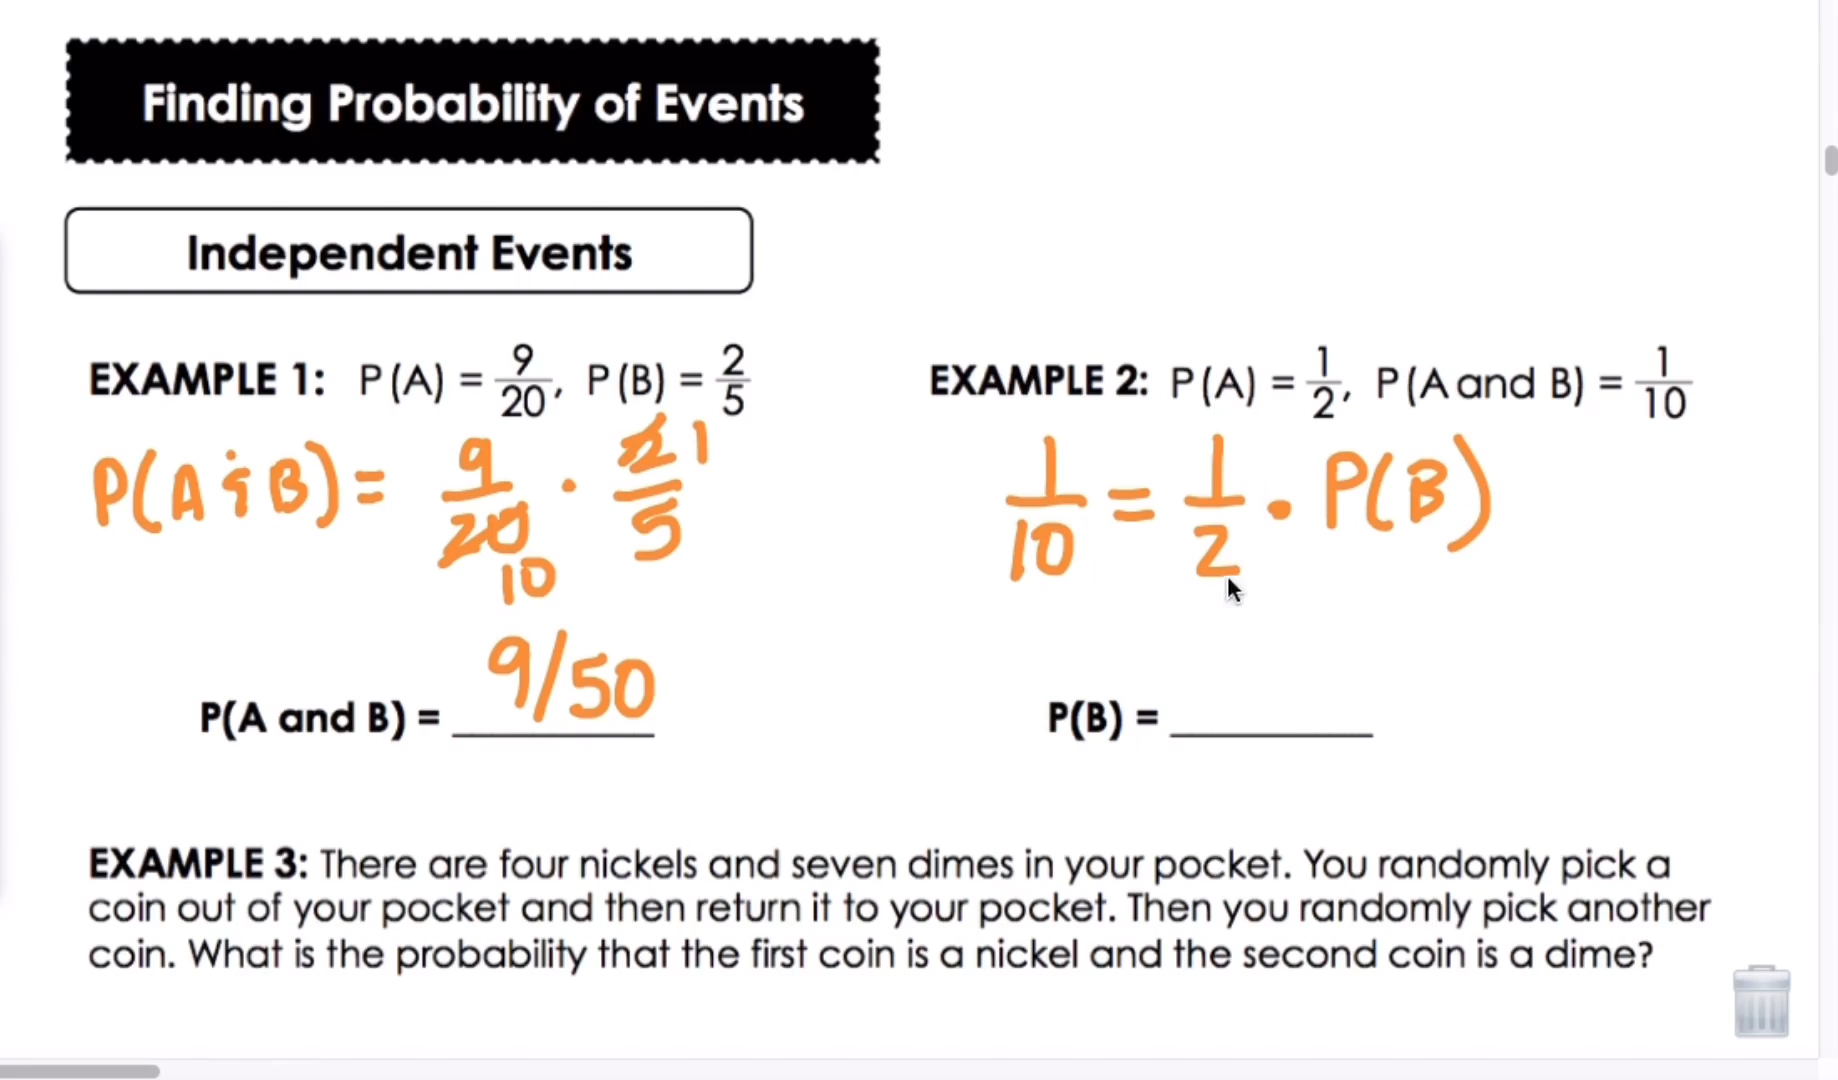 Finding Probability of Events
Independent Events
EXAMPLE 1: P(A) = 9/20, P(B) = 2/5
P(A & B) = 9/20 · 2/5
1
10
9/50
P(A and B) = ________
EXAMPLE 2: P(A) = 1/2, P(A and B) = 1/10
1/10 = 1/2 · P(B)
P(B) = ________
EXAMPLE 3: There are four nickels and seven dimes in your pocket. You randomly pick a
coin out of your pocket and then return it to your pocket. Then you randomly pick another
coin. What is the probability that the first coin is a nickel and the second coin is a dime?